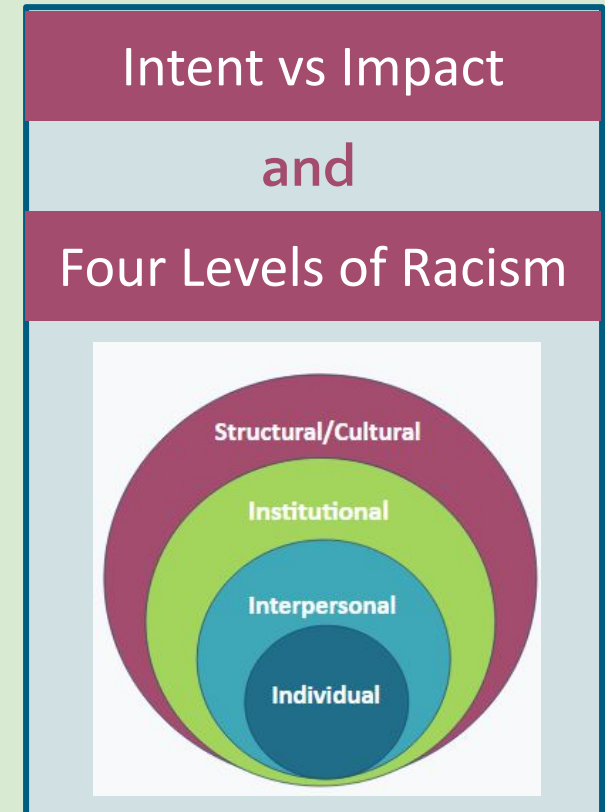 Intent vs Impact
and
Four Levels of Racism
Structural/Cultural
Institutional
Interpersonal
Individual